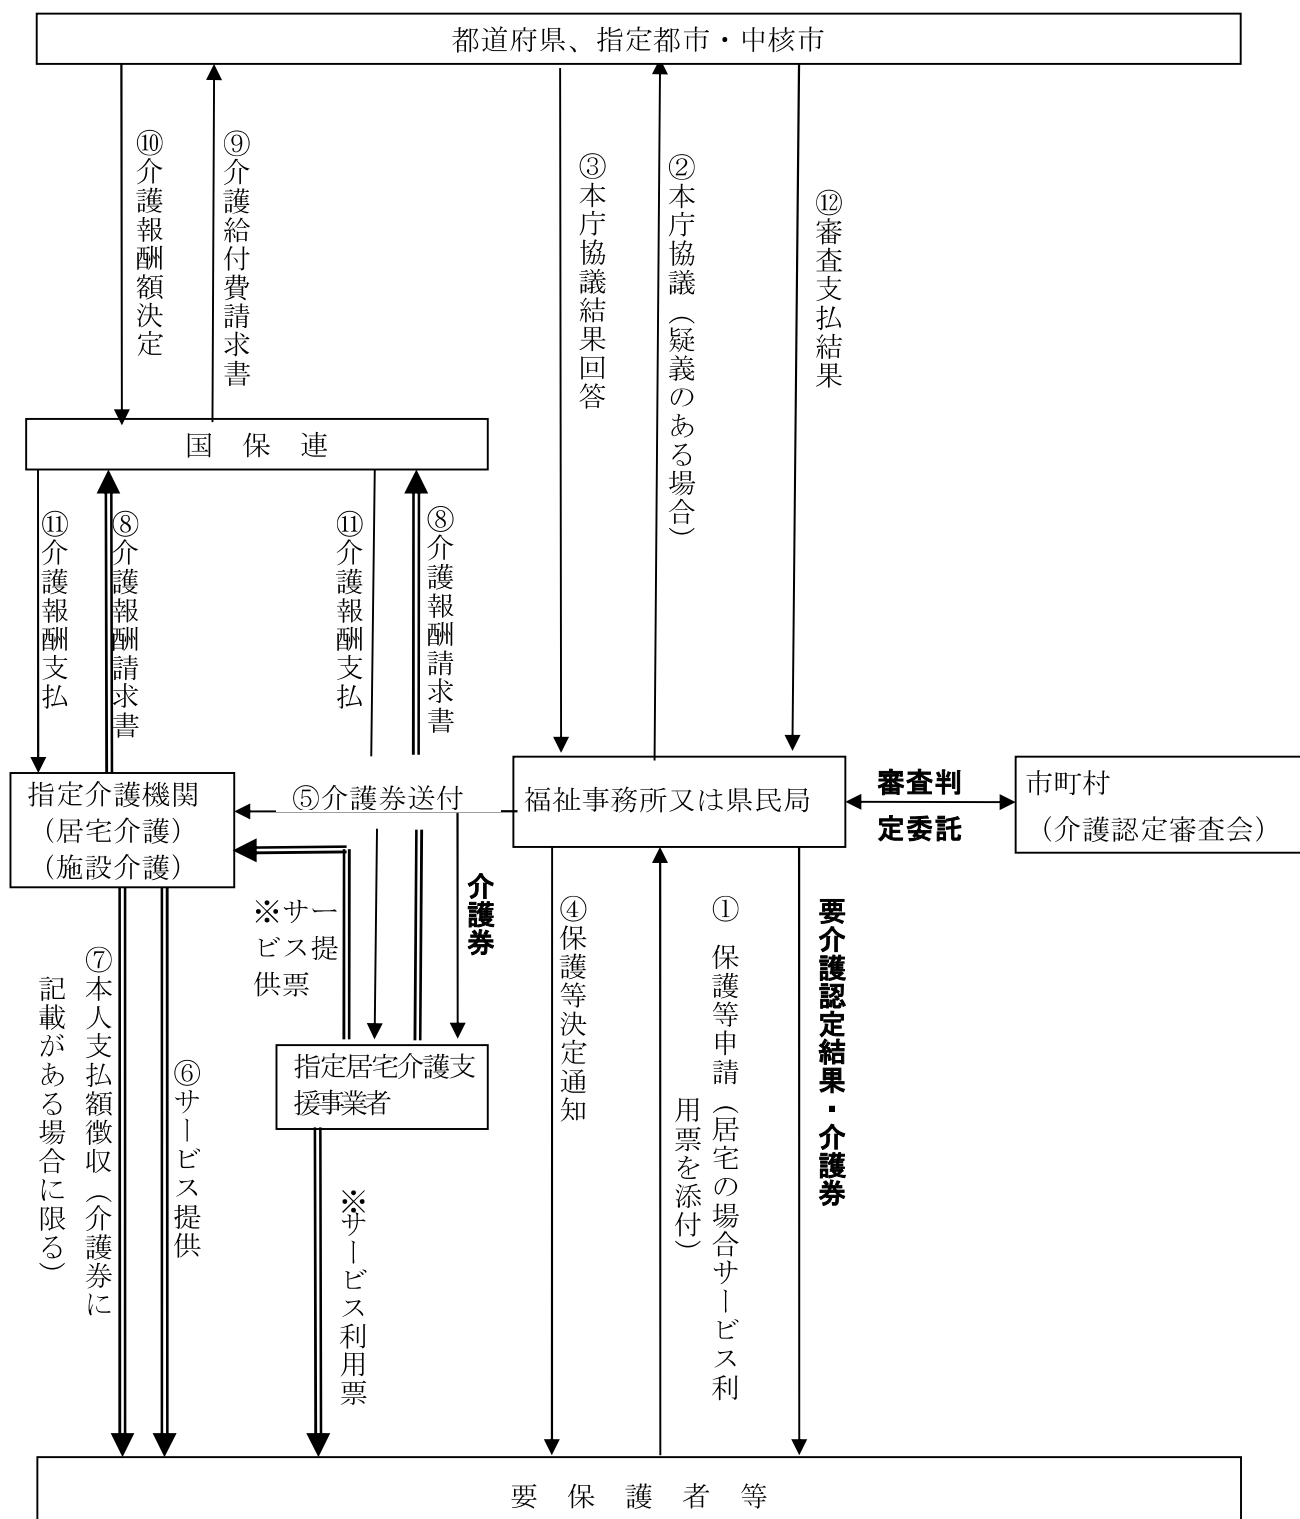 都道府県、指定都市・中核市
⑩介護報酬額決定
⑨介護給付費請求書
③本庁協議結果回答
②本庁協議（疑義のある場合）
⑫審査支払結果
国　保　連
⑪介護報酬支払
⑧介護報酬請求書
⑪介護報酬支払
⑧介護報酬請求書
指定介護機関
（居宅介護）
（施設介護）
⑤介護券送付
福祉事務所又は県民局
審査判
定委託
市町村
（介護認定審査会）
※サー
ビス提
供票
介護券
④保護等決定通知
①　保護等申請（居宅の場合サービス利
用票を添付）
要介護認定結果・介護券
指定居宅介護支
援事業者
⑦本人支払額徴収（介護券に
記載がある場合に限る）
⑥サービス提供
※サービス利用票
要　保　護　者　等